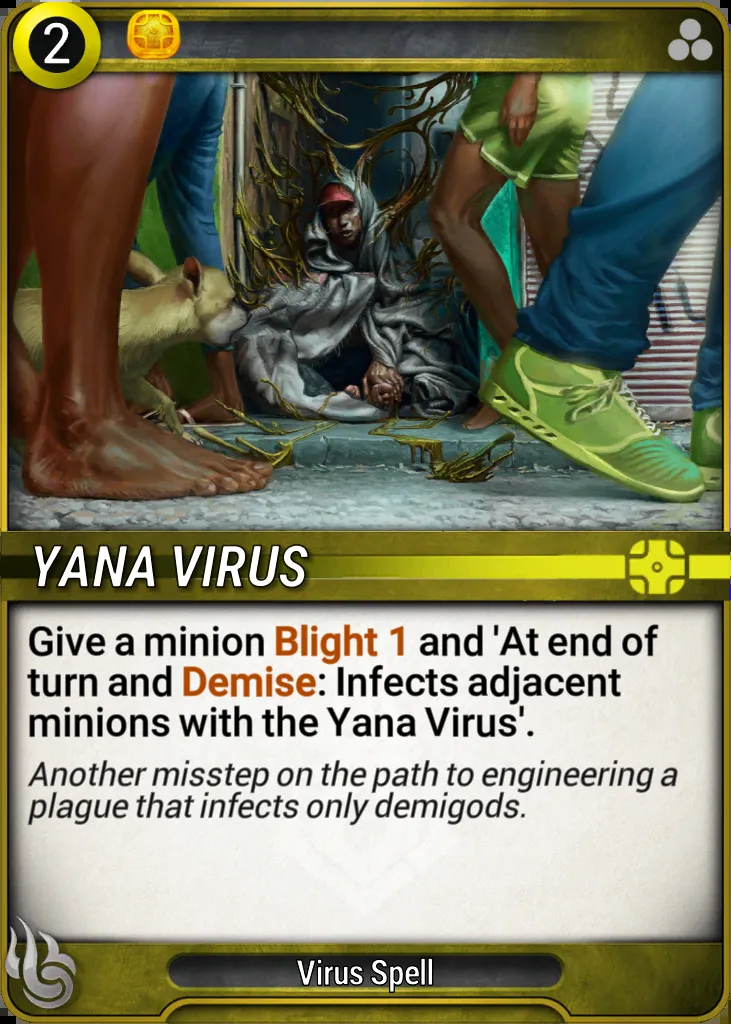 2
YANA VIRUS
Give a minion Blight 1 and 'At end of
turn and Demise: Infects adjacent
minions with the Yana Virus'.
Another misstep on the path to engineering a
plague that infects only demigods.
Virus Spell